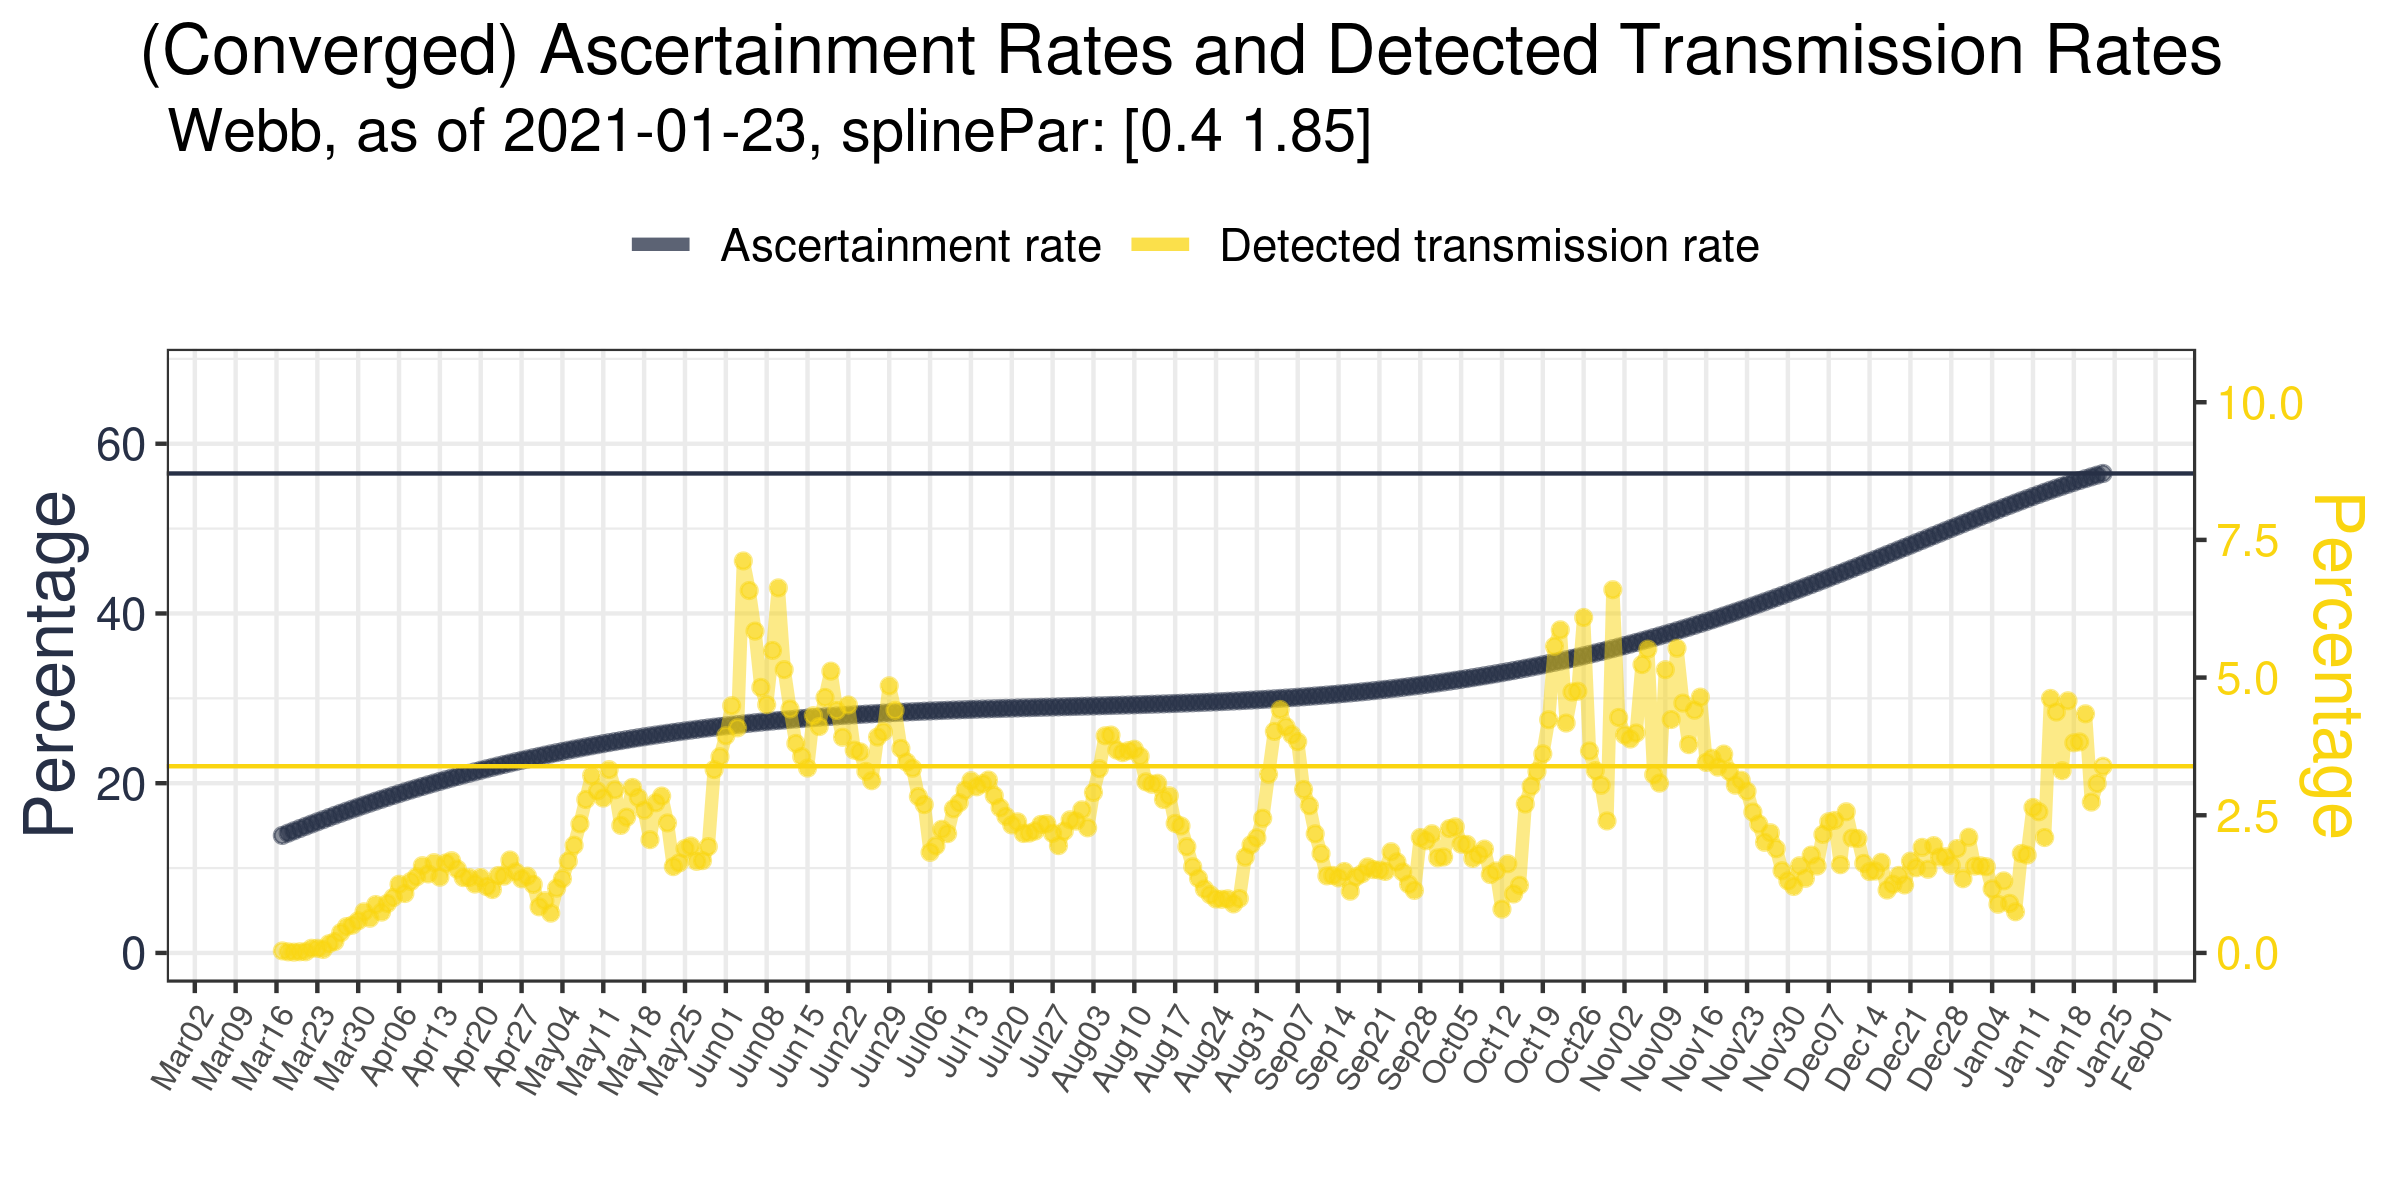 (Converged) Ascertainment Rates and Detected Transmission Rates
Webb, as of 2021-01-23, splinePar: [0.4 1.85]
Ascertainment rate
Detected transmission rate
Percentage
60
40
20
0
10.0
7.5
5.0
2.5
0.0
Percentage
Mar02
Mar09
Mar16
Mar23
Mar30
Apr06
Apr13
Apr20
Apr27
May04
May11
May18
May25
Jun01
Jun08
Jun15
Jun22
Jun29
Jul06
Jul13
Jul20
Jul27
Aug03
Aug10
Aug17
Aug24
Aug31
Sep07
Sep14
Sep21
Sep28
Oct05
Oct12
Oct19
Oct26
Nov02
Nov09
Nov16
Nov23
Nov30
Dec07
Dec14
Dec21
Dec28
Jan04
Jan11
Jan18
Jan25
Feb01